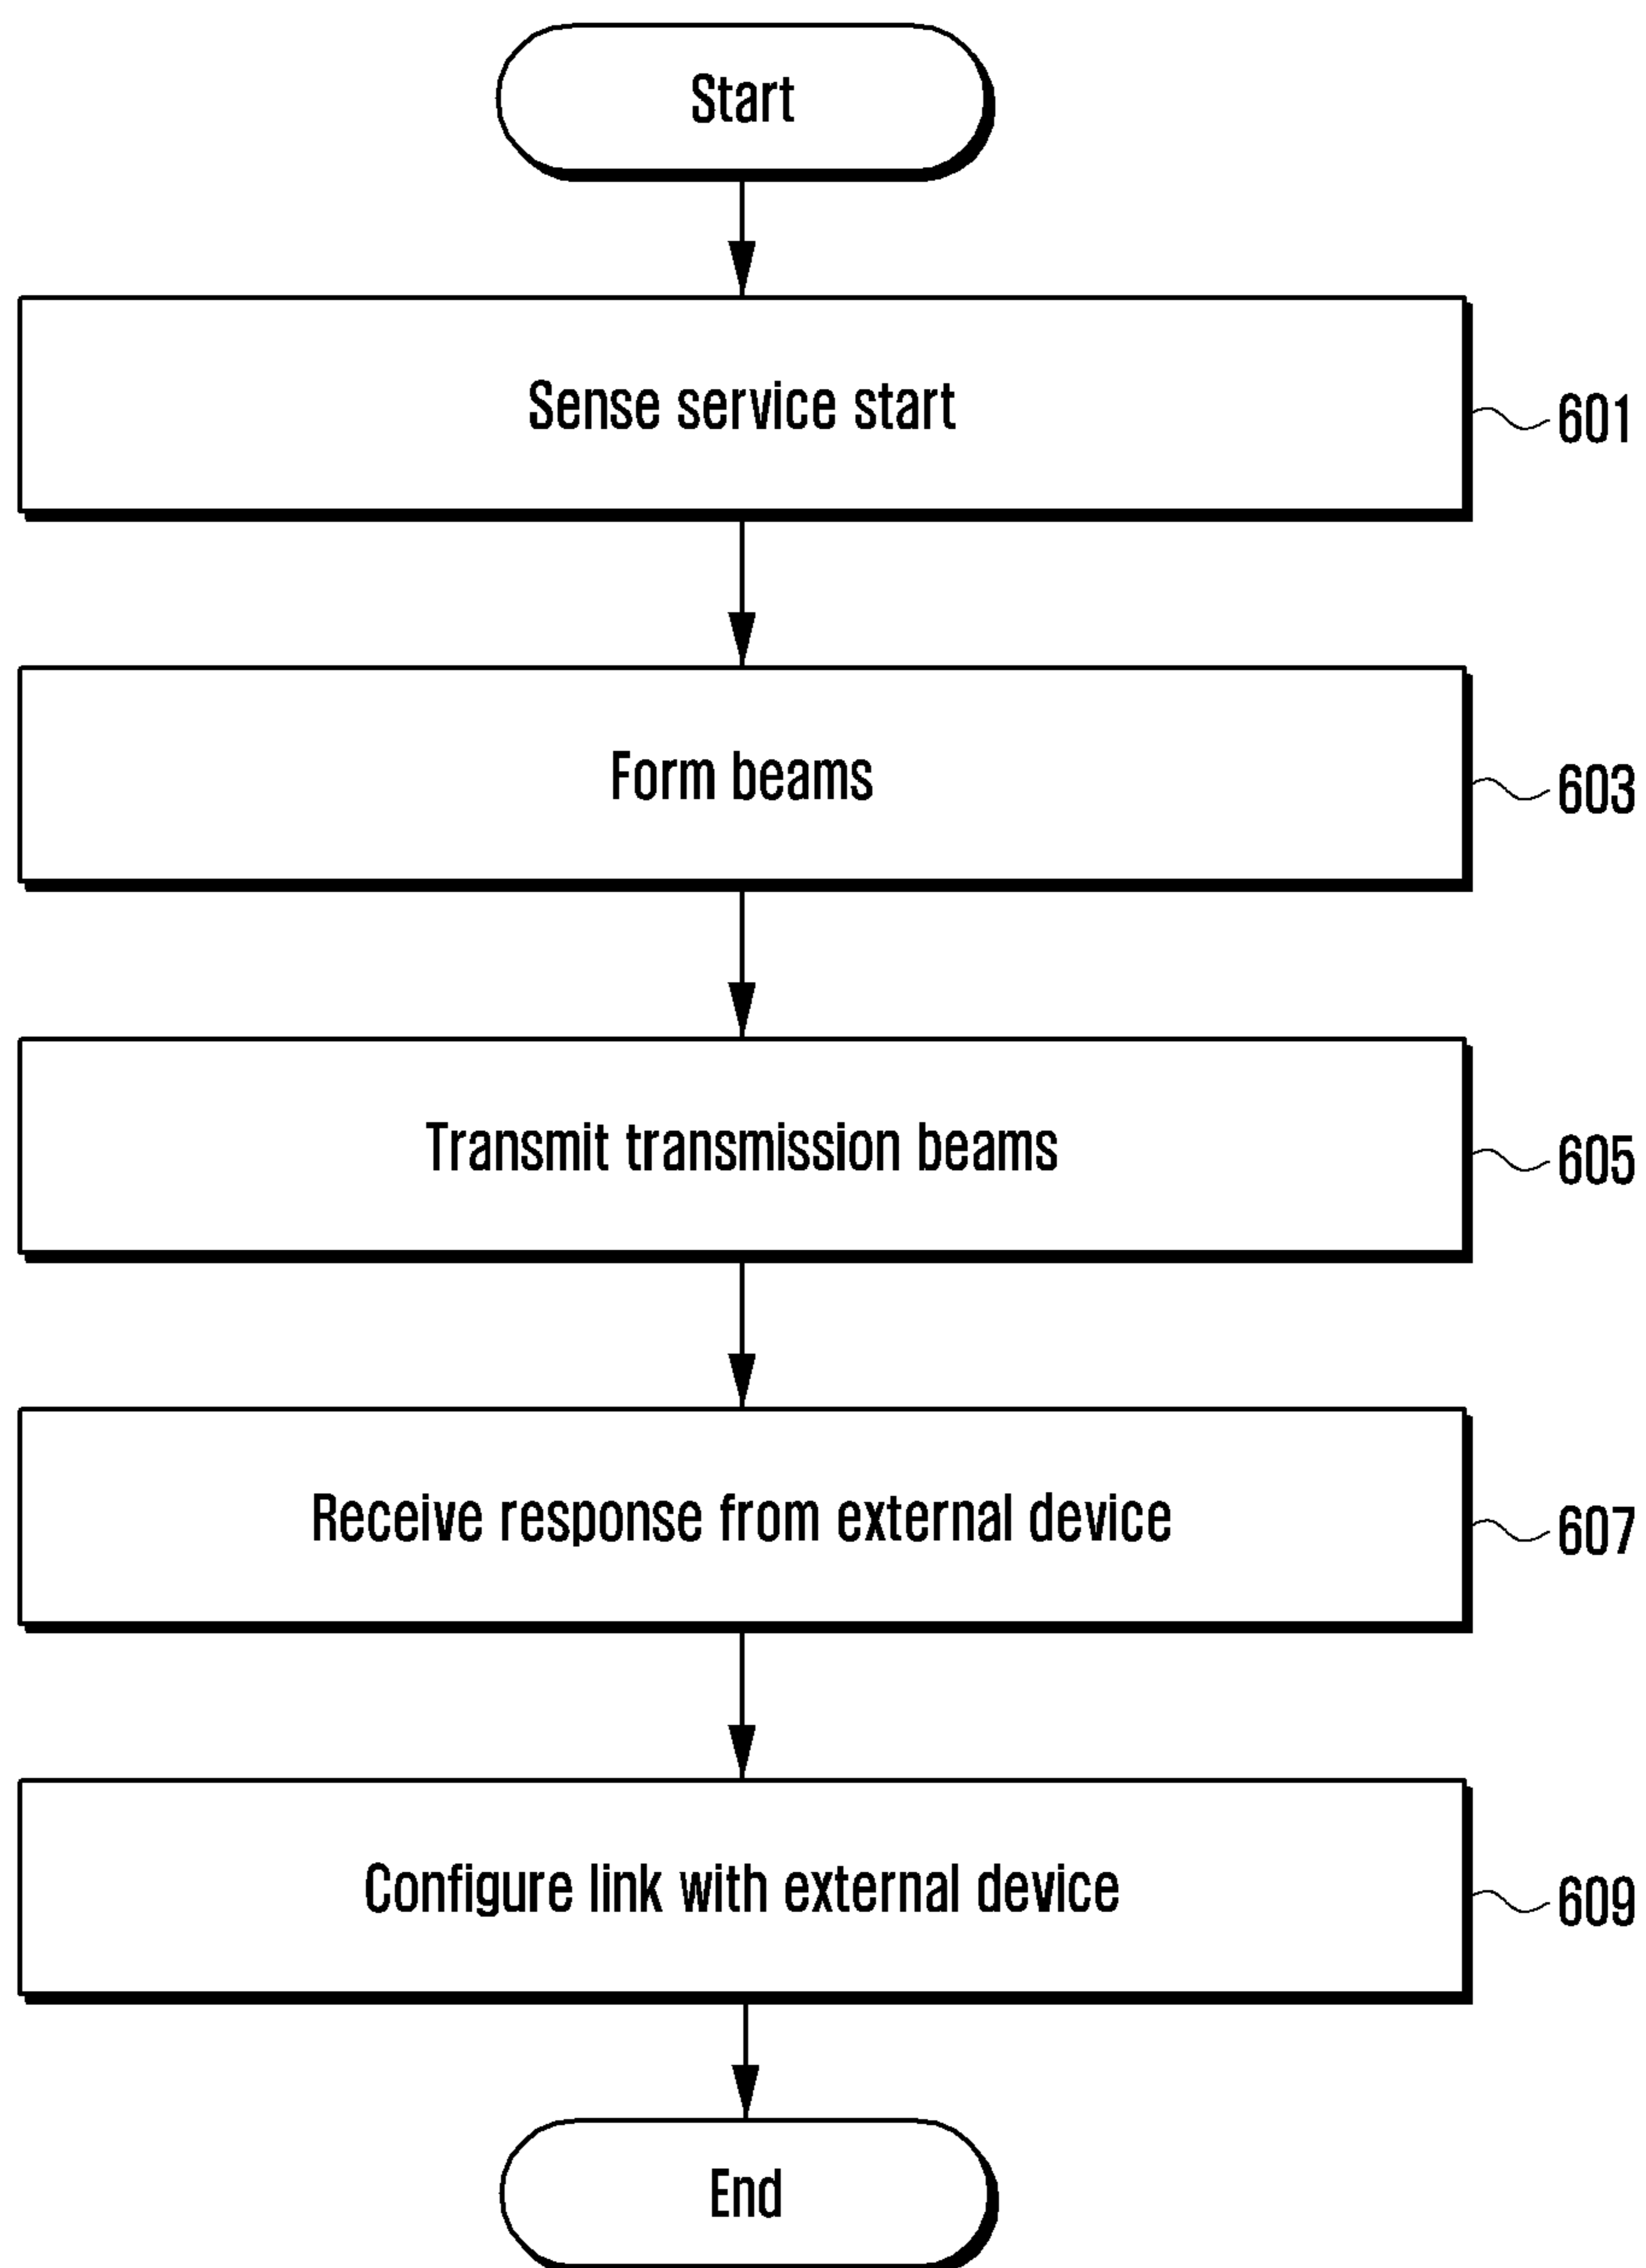 Start
Sense service start
601
Form beams
603
Transmit transmission beams
605
Receive response from external device
607
Configure link with external device
609
End